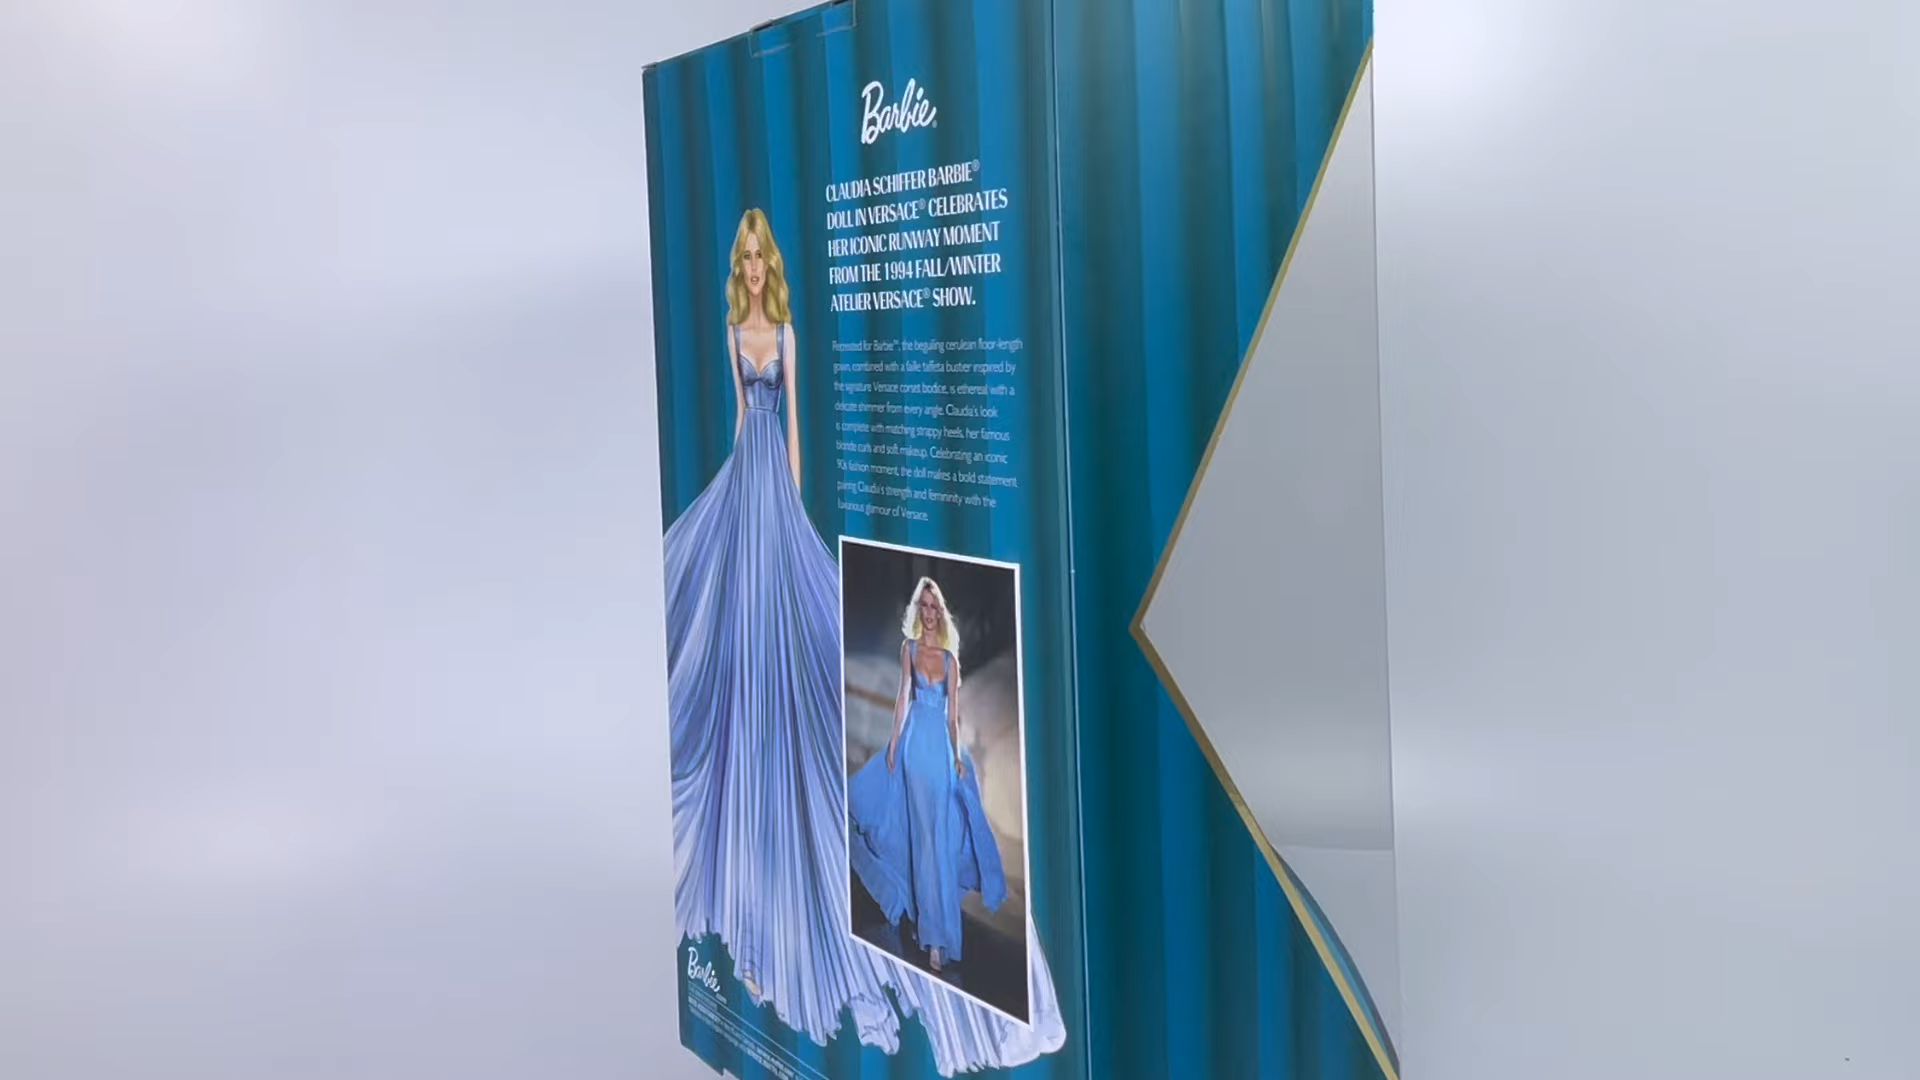 Barbie®
CLAUDIA SCHIFFER BARBIE®
DOLL IN VERSACE® CELEBRATES
HER ICONIC RUNWAY MOMENT
FROM THE 1994 FALL/WINTER
ATELIER VERSACE® SHOW.
Recreated for Barbie™, the beguiling cerulean floor-length
gown, combined with a faille taffeta bustier inspired by
the signature Versace corset bodice, is ethereal with a
delicate shimmer from every angle. Claudia's look
is complete with matching strappy heels, her famous
blonde curls and soft makeup. Celebrating an iconic
90s fashion moment, the doll makes a bold statement
pairing Claudia's strength and femininity with the
luxurious glamour of Versace.
Barbie